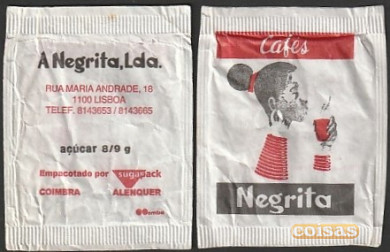 A Negrita, Lda.
RUA MARIA ANDRADE, 18
1100 LISBOA
TELEF. 8143653 / 8143665
açúcar 8/9 g
Empacotado por sugarpack
COIMBRA ALENQUER
Cafés
Negrita
coisas